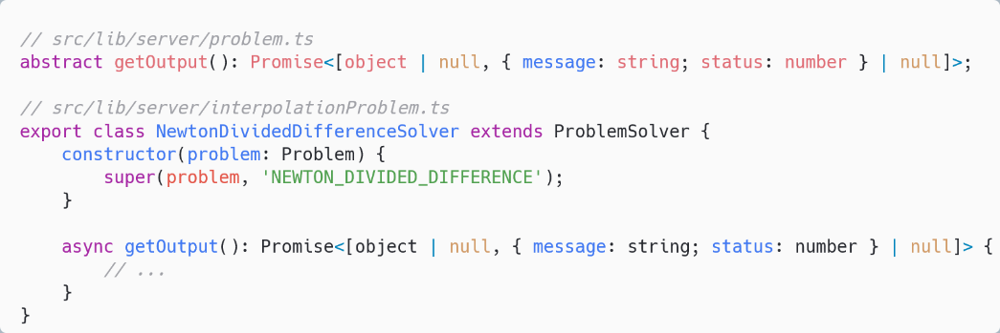 // src/lib/server/problem.ts
abstract getOutput(): Promise<[object | null, { message: string; status: number } | null]>;
// src/lib/server/interpolationProblem.ts
export class NewtonDividedDifferenceSolver extends ProblemSolver {
    constructor(problem: Problem) {
        super(problem, 'NEWTON_DIVIDED_DIFFERENCE');
    }
    async getOutput(): Promise<[object | null, { message: string; status: number } | null]> {
        // ...
    }
}